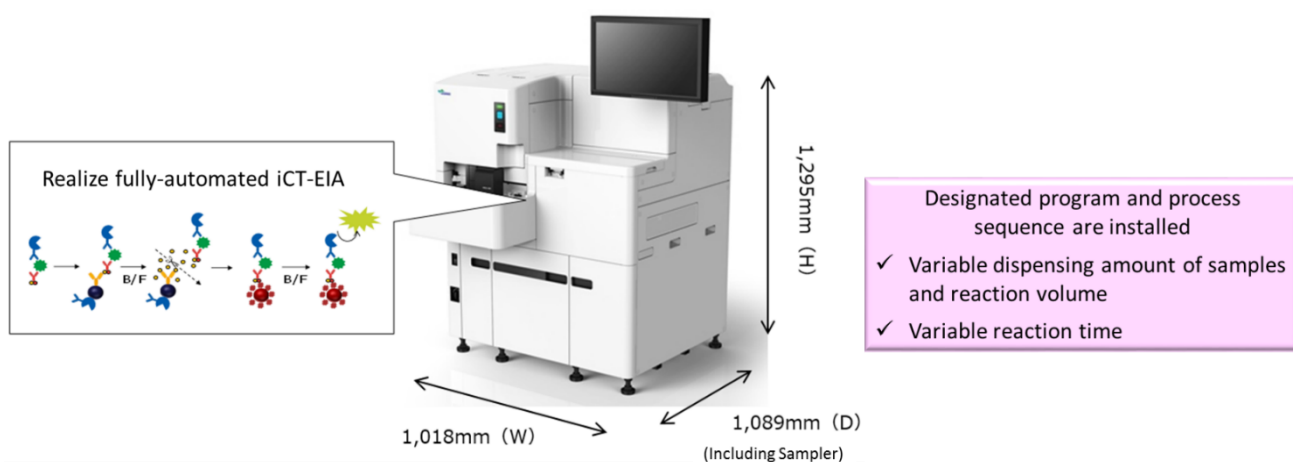 Realize fully-automated iCT-EIA
B/F
B/F
1,295mm（H）
1,018mm（W）
1,089mm（D）
(Including Sampler)
Designated program and process
sequence are installed
✓ Variable dispensing amount of samples
and reaction volume
✓ Variable reaction time